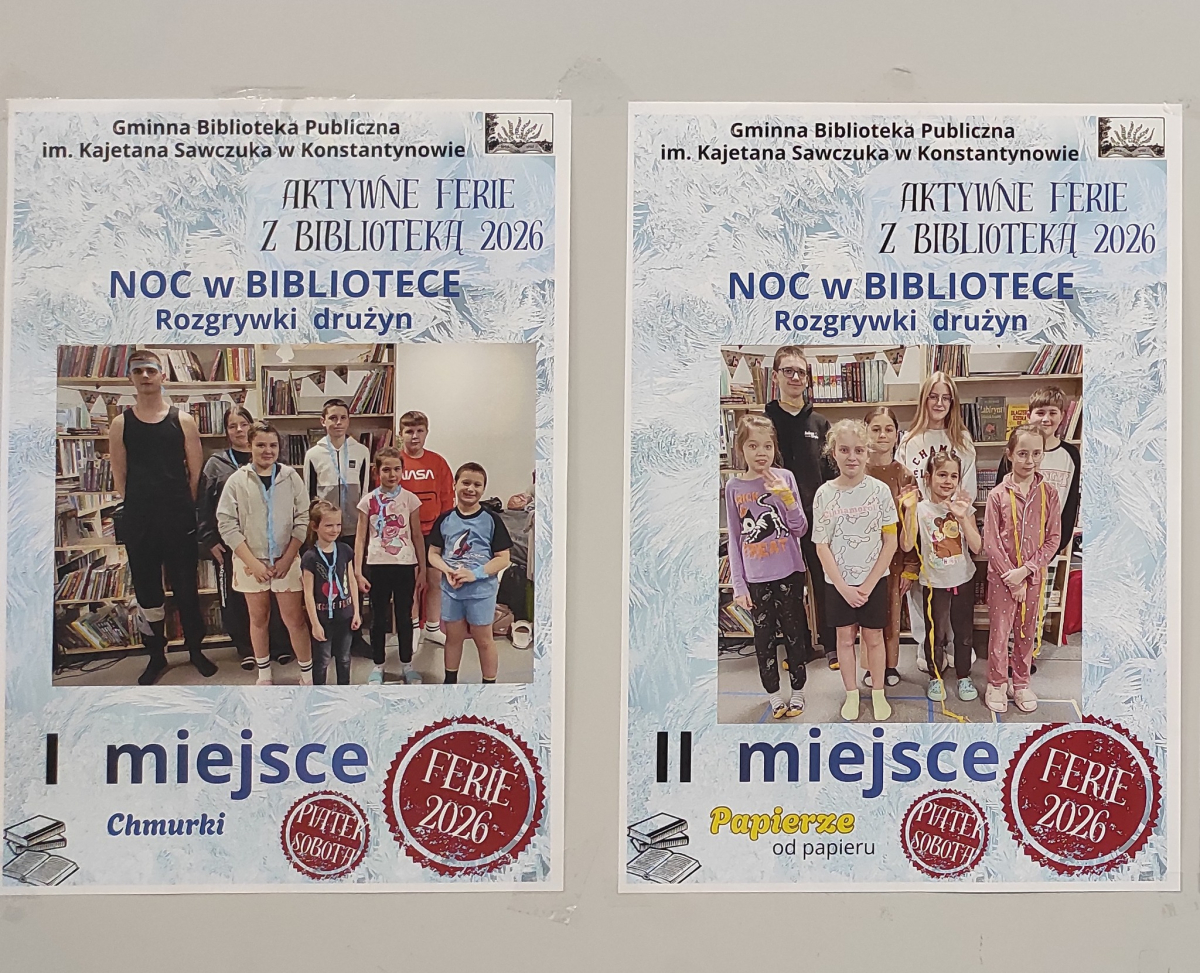 Gminna Biblioteka Publiczna
im. Kajetana Sawczuka w Konstantynowie
AKTYWNE FERIE
Z BIBLIOTEKĄ 2026
NOC w BIBLIOTECE
Rozgrywki drużyn
NASA
I miejsce
Chmurki
PIĄTEK
SOBOTA
FERIE
2026
Gminna Biblioteka Publiczna
im. Kajetana Sawczuka w Konstantynowie
AKTYWNE FERIE
Z BIBLIOTEKĄ 2026
NOC w BIBLIOTECE
Rozgrywki drużyn
II miejsce
Papierze
od papieru
PIĄTEK
SOBOTA
FERIE
2026